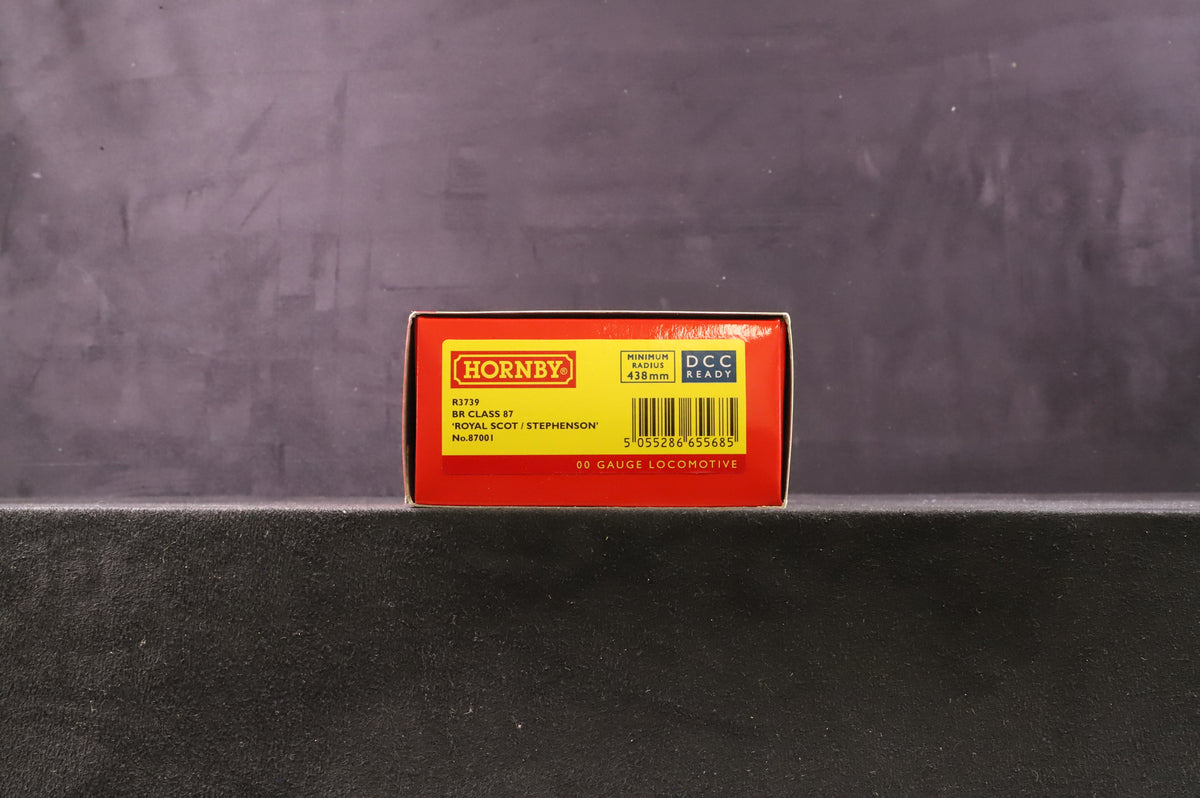 HORNBY®
MINIMUM
RADIUS
438mm
DCC
READY
R3739
BR CLASS 87
‘ROYAL SCOT / STEPHENSON’
No.87001
5 055286 655685
00 GAUGE LOCOMOTIVE